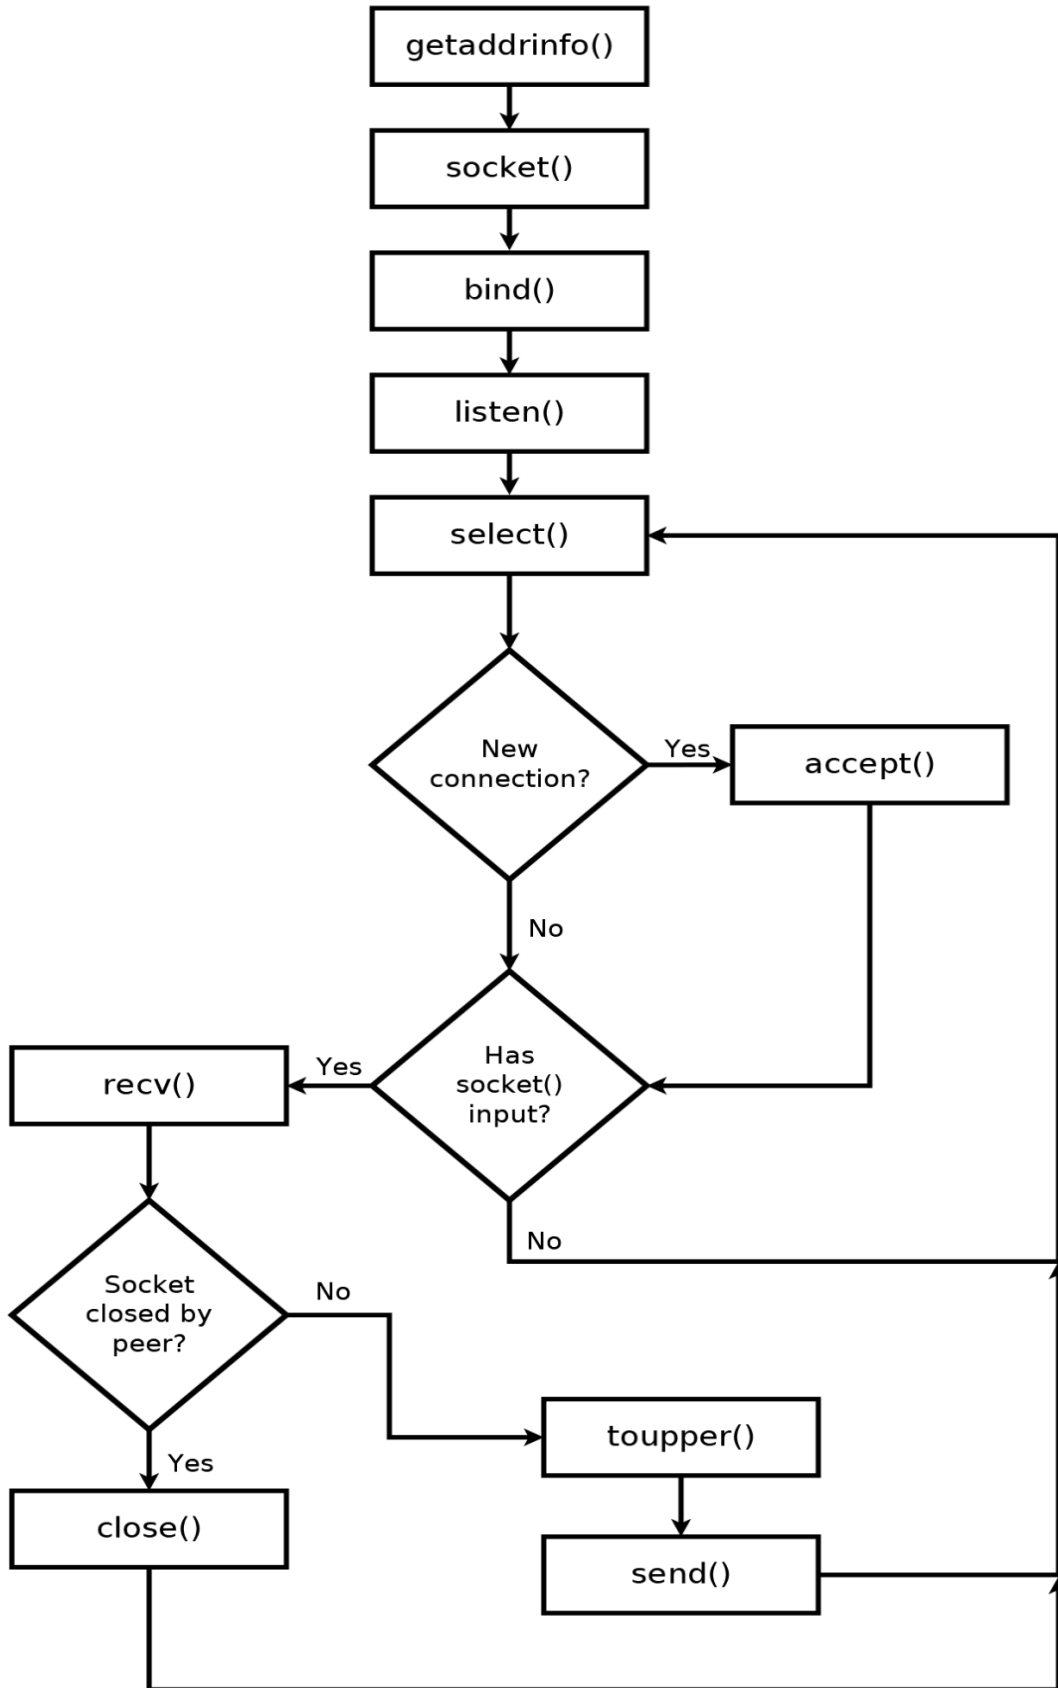 getaddrinfo()
socket()
bind()
listen()
select()
New
connection?
Yes
accept()
No
Has
socket()
input?
Yes
recv()
No
Socket
closed by
peer?
No
toupper()
Yes
close()
send()